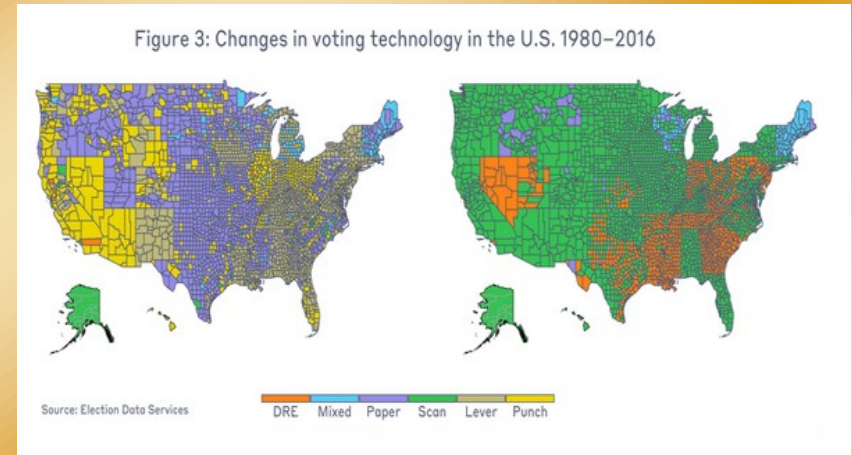 Figure 3: Changes in voting technology in the U.S. 1980–2016
Source: Election Data Services
DRE Mixed Paper Scan Lever Punch